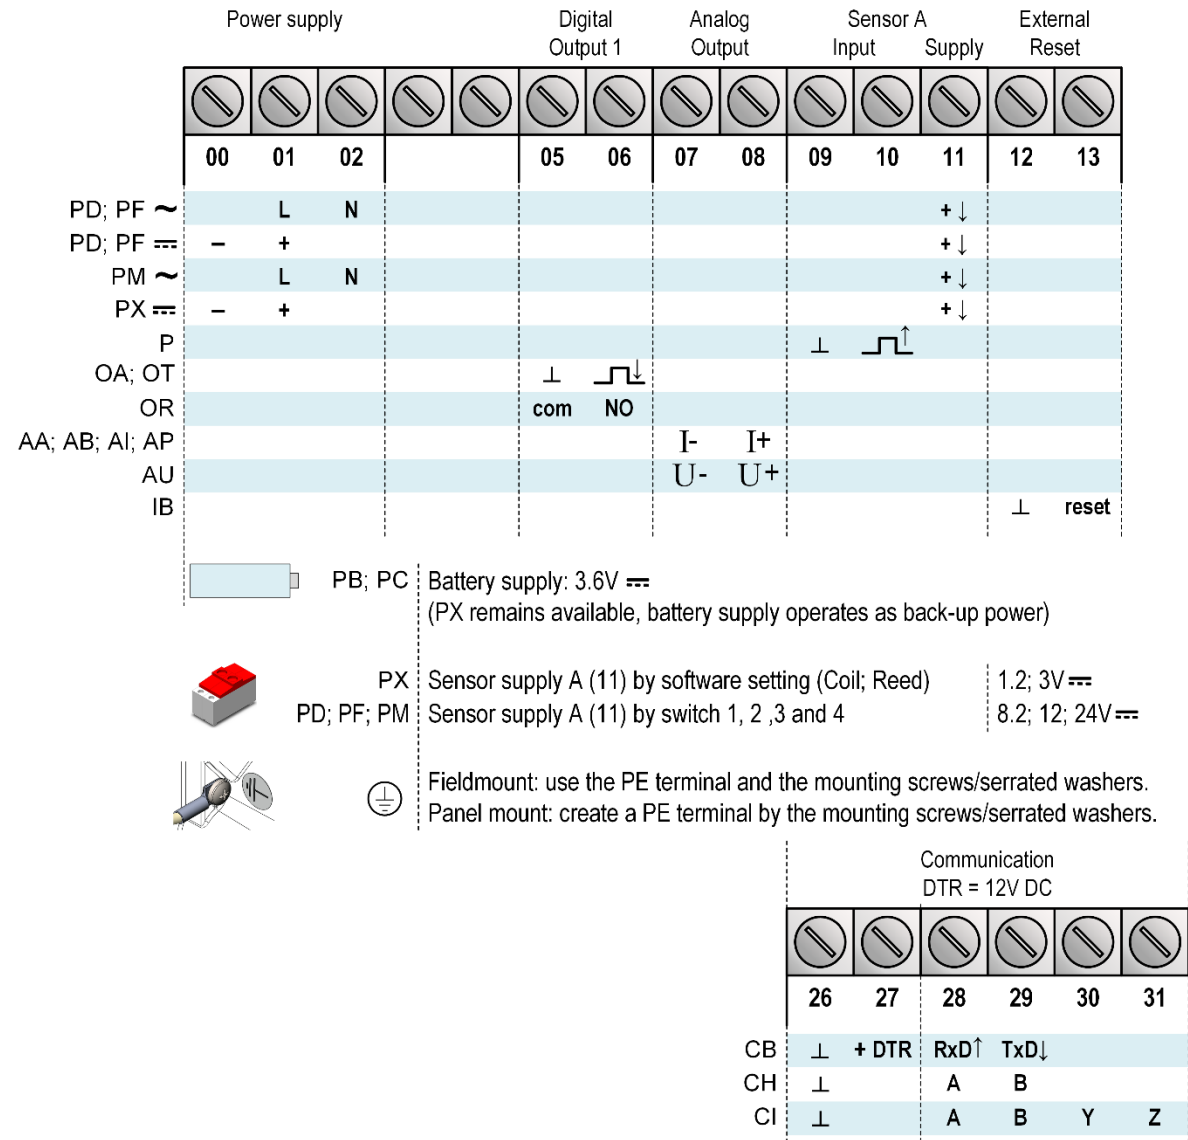 Power supply Digital Analog Sensor A External
Output 1 Output Input Supply Reset
00 01 02 05 06 07 08 09 10 11 12 13
PD; PF ~ L N + ↓
PD; PF ⎓ – + + ↓
PM ~ L N + ↓
PX ⎓ – + + ↓
P ⊥ ↑
OA; OT ⊥ ↓
OR com NO
AA; AB; AI; AP I- I+
AU U- U+
IB ⊥ reset
PB; PC Battery supply: 3.6V ⎓
(PX remains available, battery supply operates as back-up power)
PX Sensor supply A (11) by software setting (Coil; Reed) 1.2; 3V ⎓
PD; PF; PM Sensor supply A (11) by switch 1, 2 ,3 and 4 8.2; 12; 24V ⎓
Fieldmount: use the PE terminal and the mounting screws/serrated washers.
Panel mount: create a PE terminal by the mounting screws/serrated washers.
Communication
DTR = 12V DC
26 27 28 29 30 31
CB ⊥ + DTR RxD↑ TxD↓
CH ⊥ A B
CI ⊥ A B Y Z